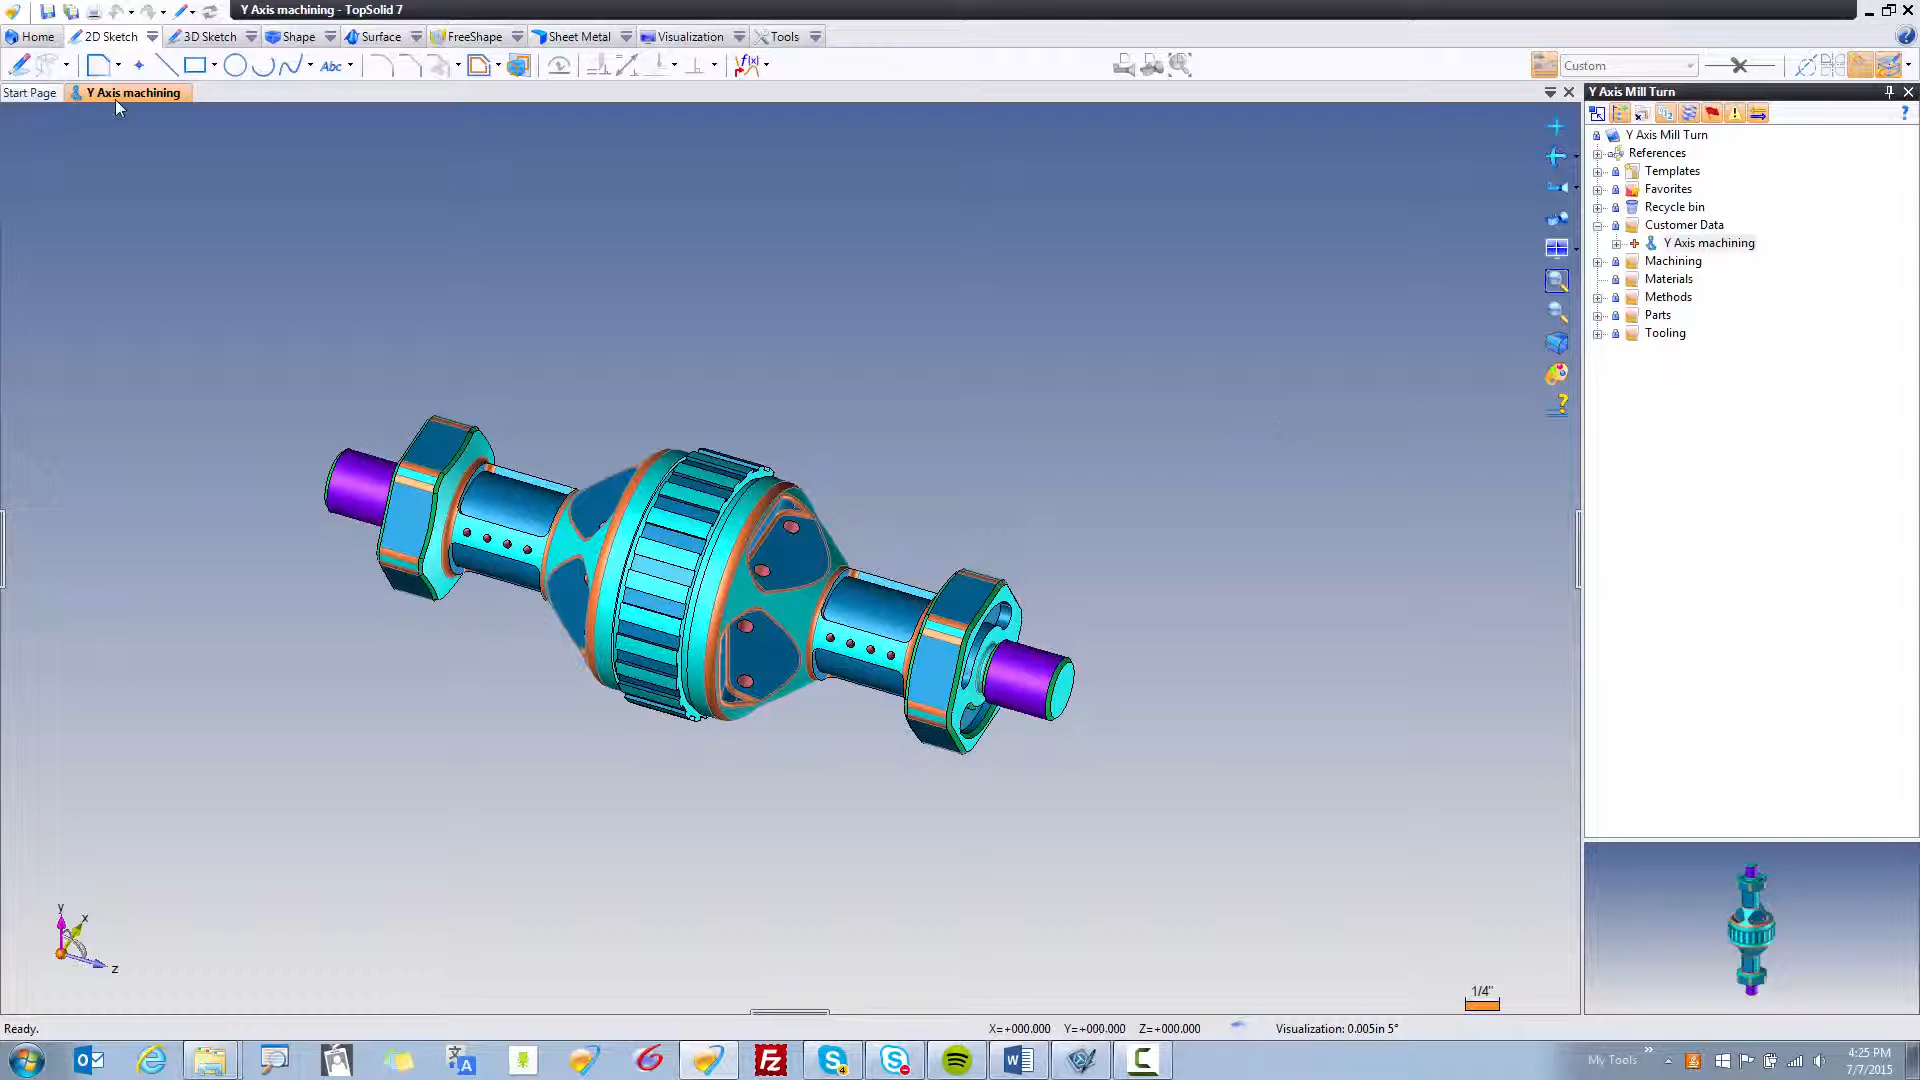 Y Axis machining - TopSolid 7
Home
2D Sketch
3D Sketch
Shape
Surface
FreeShape
Sheet Metal
Visualization
Tools
Abc
f(x)
Custom
Start Page
Y Axis machining
Y Axis Mill Turn
Y Axis Mill Turn
References
Templates
Favorites
Recycle bin
Customer Data
Y Axis machining
Machining
Materials
Methods
Parts
Tooling
y
x
z
1/4"
Ready.
X=+000.000 Y=+000.000 Z=+000.000
Visualization: 0.005in 5°
My Tools
4:25 PM
7/7/2015